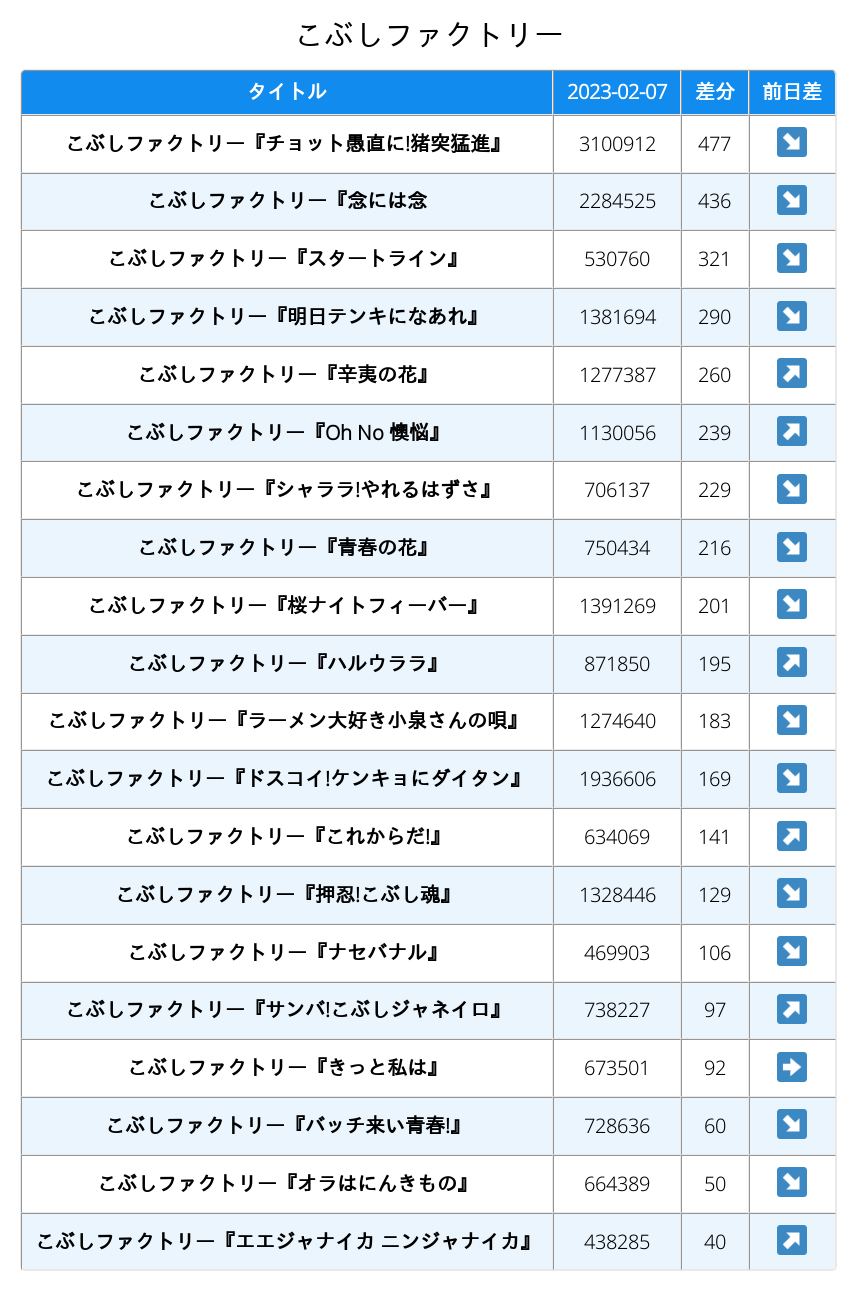 こぶしファクトリー
タイトル 2023-02-07 差分 前日差
こぶしファクトリー『チョット愚直に!猪突猛進』 3100912 477 ↘
こぶしファクトリー『念には念 2284525 436 ↘
こぶしファクトリー『スタートライン』 530760 321 ↘
こぶしファクトリー『明日テンキになあれ』 1381694 290 ↘
こぶしファクトリー『辛夷の花』 1277387 260 ↗
こぶしファクトリー『Oh No 懊悩』 1130056 239 ↗
こぶしファクトリー『シャララ!やれるはずさ』 706137 229 ↘
こぶしファクトリー『青春の花』 750434 216 ↘
こぶしファクトリー『桜ナイトフィーバー』 1391269 201 ↘
こぶしファクトリー『ハルウララ』 871850 195 ↗
こぶしファクトリー『ラーメン大好き小泉さんの唄』 1274640 183 ↘
こぶしファクトリー『ドスコイ!ケンキョにダイタン』 1936606 169 ↘
こぶしファクトリー『これからだ!』 634069 141 ↗
こぶしファクトリー『押忍!こぶし魂』 1328446 129 ↘
こぶしファクトリー『ナセバナル』 469903 106 ↘
こぶしファクトリー『サンバ!こぶしジャネイロ』 738227 97 ↗
こぶしファクトリー『きっと私は』 673501 92 →
こぶしファクトリー『バッチ来い青春!』 728636 60 ↘
こぶしファクトリー『オラはにんきもの』 664389 50 ↘
こぶしファクトリー『エエジャナイカ ニンジャナイカ』 438285 40 ↗